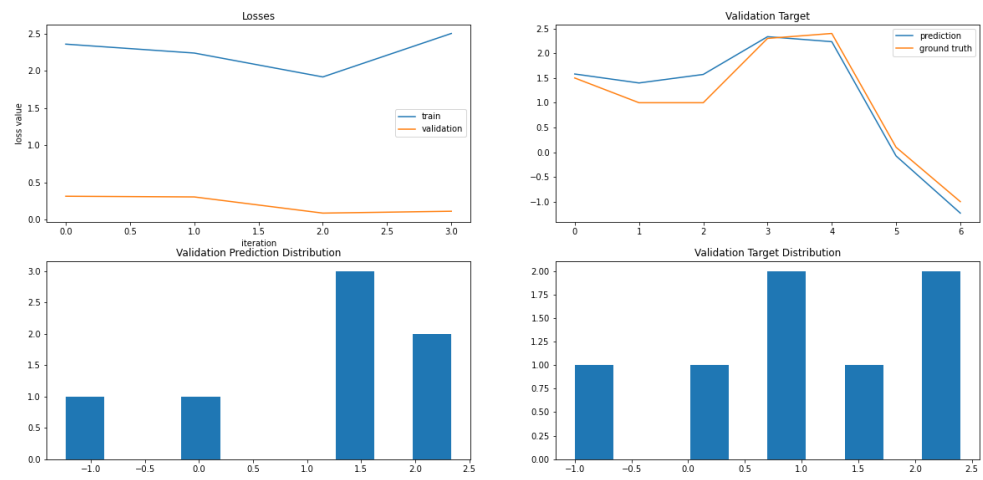 Losses
2.5
2.0
1.5
1.0
0.5
0.0
loss value
train
validation
0.0 0.5 1.0 1.5 2.0 2.5 3.0
iteration
Validation Target
2.5
2.0
1.5
1.0
0.5
0.0
−0.5
−1.0
prediction
ground truth
0 1 2 3 4 5 6
Validation Prediction Distribution
3.0
2.5
2.0
1.5
1.0
0.5
0.0
−1.0 −0.5 0.0 0.5 1.0 1.5 2.0 2.5
Validation Target Distribution
2.00
1.75
1.50
1.25
1.00
0.75
0.50
0.25
0.00
−1.0 −0.5 0.0 0.5 1.0 1.5 2.0 2.5